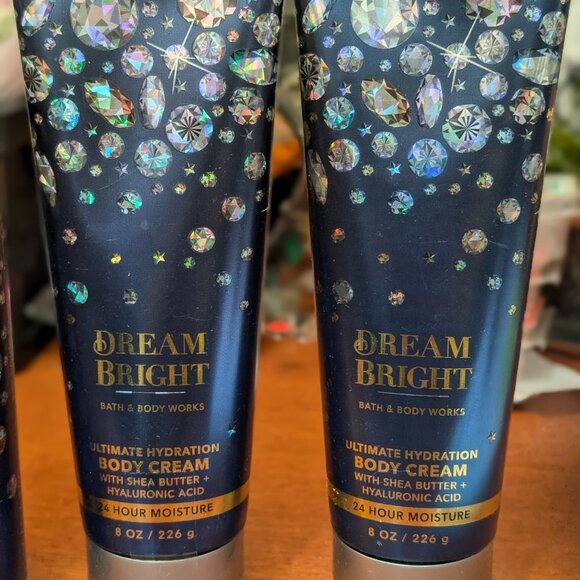 DREAM
BRIGHT
BATH & BODY WORKS
ULTIMATE HYDRATION
BODY CREAM
WITH SHEA BUTTER +
HYALURONIC ACID
24 HOUR MOISTURE
8 OZ / 226 g
DREAM
BRIGHT
BATH & BODY WORKS
ULTIMATE HYDRATION
BODY CREAM
WITH SHEA BUTTER +
HYALURONIC ACID
24 HOUR MOISTURE
8 OZ / 226 g